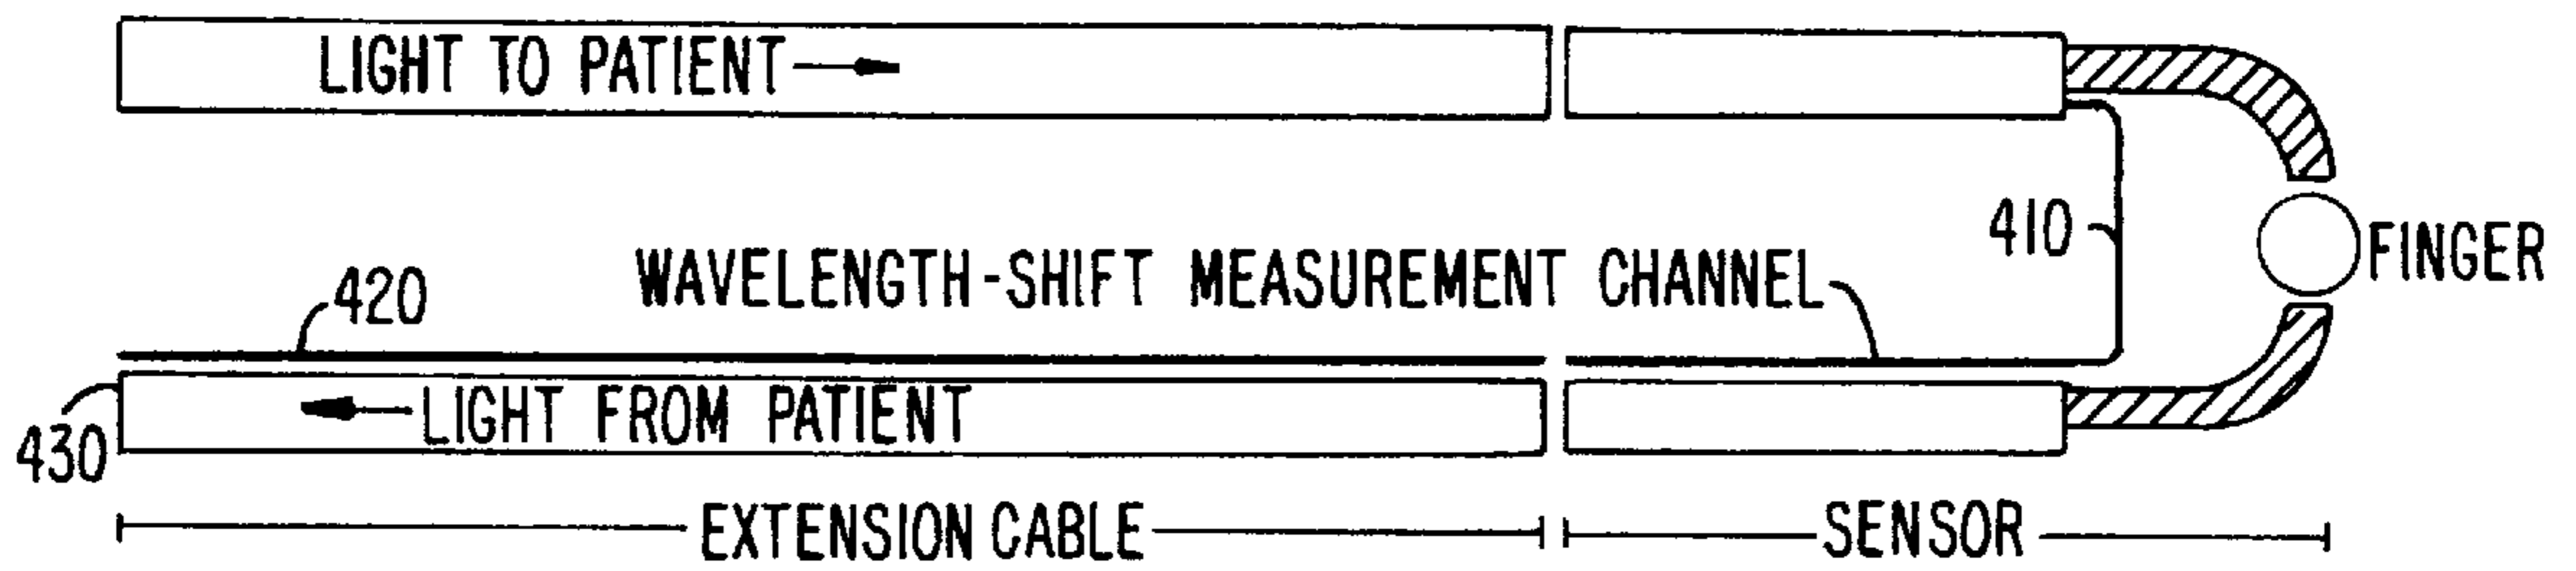 LIGHT TO PATIENT
410
FINGER
WAVELENGTH-SHIFT MEASUREMENT CHANNEL
420
LIGHT FROM PATIENT
430
EXTENSION CABLE
SENSOR